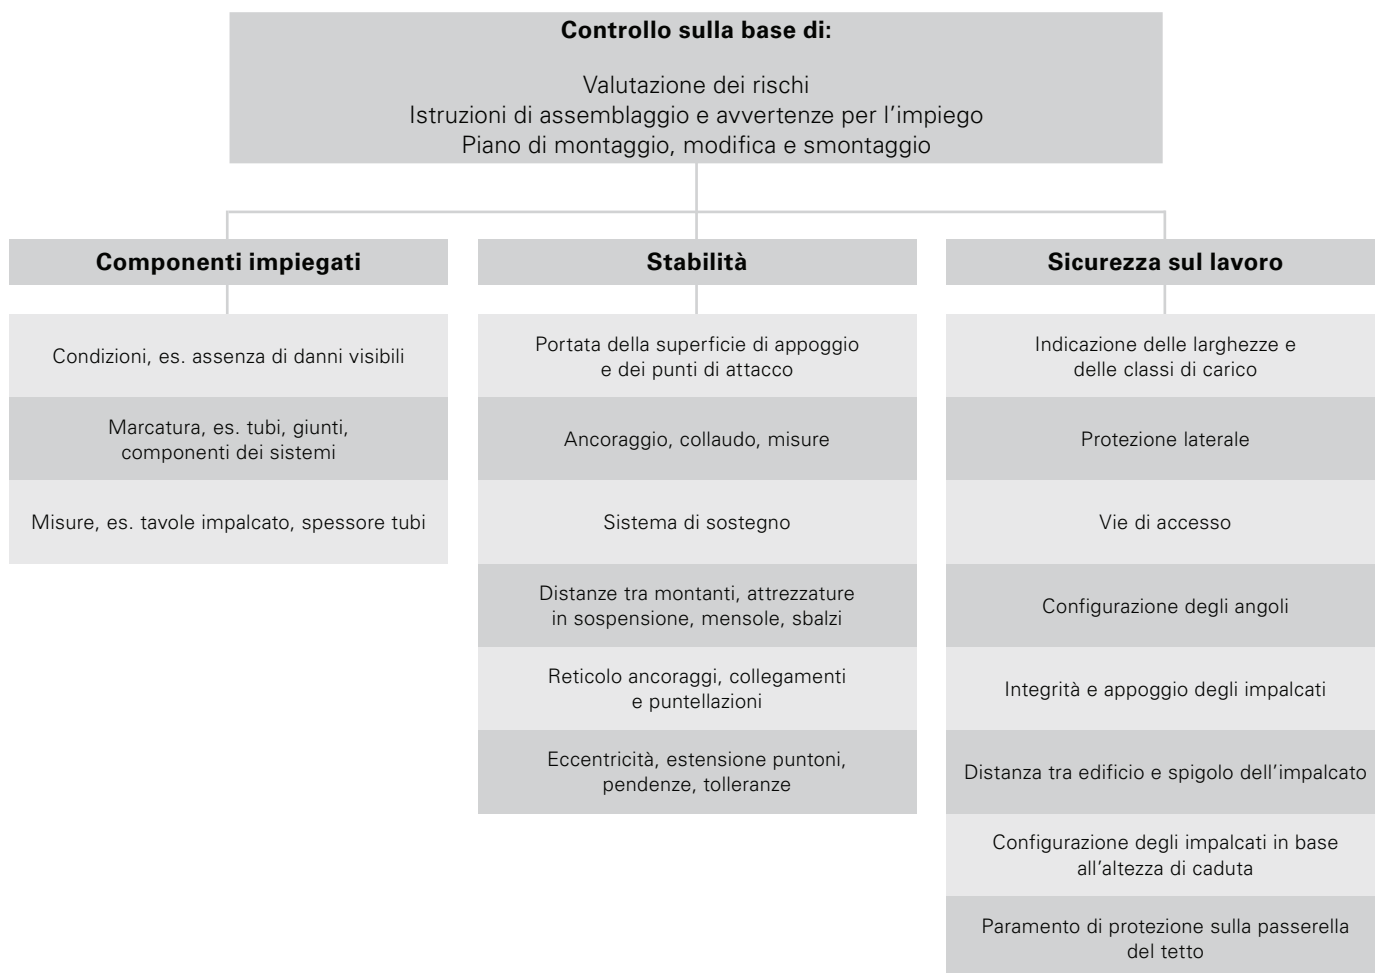 Controllo sulla base di:
Valutazione dei rischi
Istruzioni di assemblaggio e avvertenze per l'impiego
Piano di montaggio, modifica e smontaggio
Componenti impiegati
Condizioni, es. assenza di danni visibili
Marcatura, es. tubi, giunti,
componenti dei sistemi
Misure, es. tavole impalcato, spessore tubi
Stabilità
Portata della superficie di appoggio
e dei punti di attacco
Ancoraggio, collaudo, misure
Sistema di sostegno
Distanze tra montanti, attrezzature
in sospensione, mensole, sbalzi
Reticolo ancoraggi, collegamenti
e puntellazioni
Eccentricità, estensione puntoni,
pendenze, tolleranze
Sicurezza sul lavoro
Indicazione delle larghezze e
delle classi di carico
Protezione laterale
Vie di accesso
Configurazione degli angoli
Integrità e appoggio degli impalcati
Distanza tra edificio e spigolo dell'impalcato
Configurazione degli impalcati in base
all'altezza di caduta
Paramento di protezione sulla passerella
del tetto